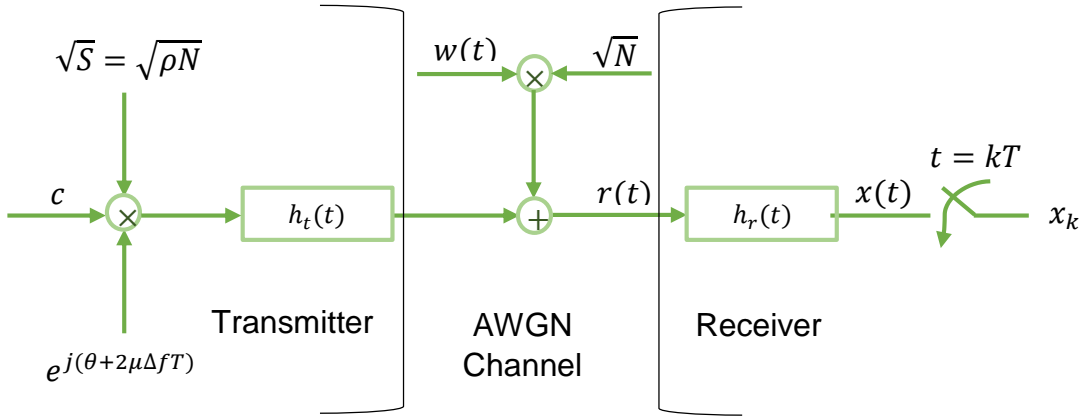 √S = √ρN
w(t)
×
√N
c
×
h_t(t)
+
r(t)
h_r(t)
x(t)
t = kT
x_k
e^{j(θ+2μΔfT)}
Transmitter
AWGN
Channel
Receiver